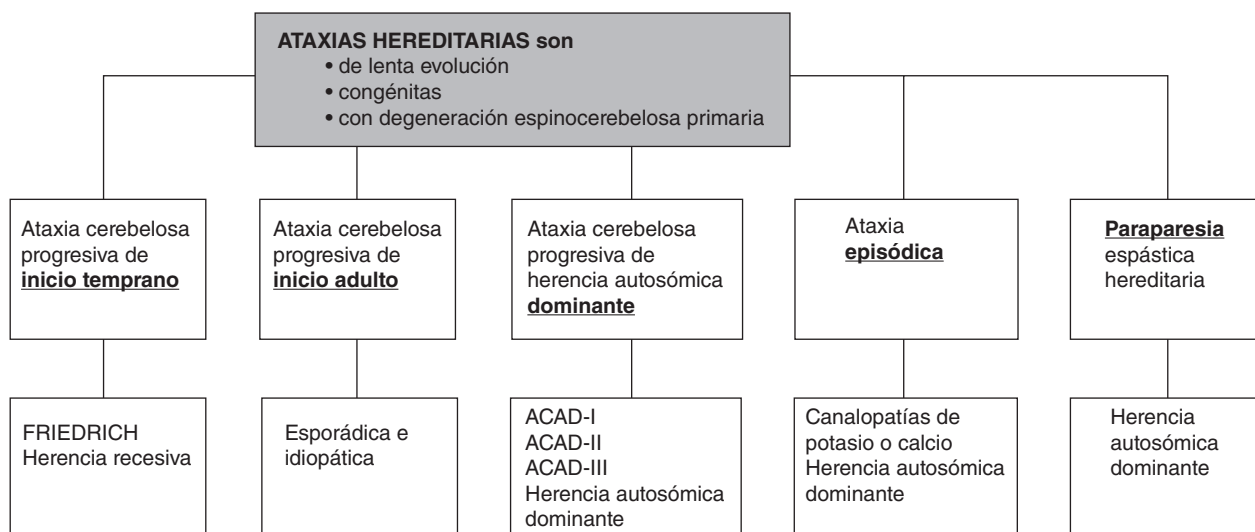 ATAXIAS HEREDITARIAS son
• de lenta evolución
• congénitas
• con degeneración espinocerebelosa primaria
Ataxia cerebelosa
progresiva de
inicio temprano
Ataxia cerebelosa
progresiva de
inicio adulto
Ataxia cerebelosa
progresiva de
herencia autosómica
dominante
Ataxia
episódica
Paraparesia
espástica
hereditaria
FRIEDRICH
Herencia recesiva
Esporádica e
idiopática
ACAD-I
ACAD-II
ACAD-III
Herencia autosómica
dominante
Canalopatías de
potasio o calcio
Herencia autosómica
dominante
Herencia
autosómica
dominante